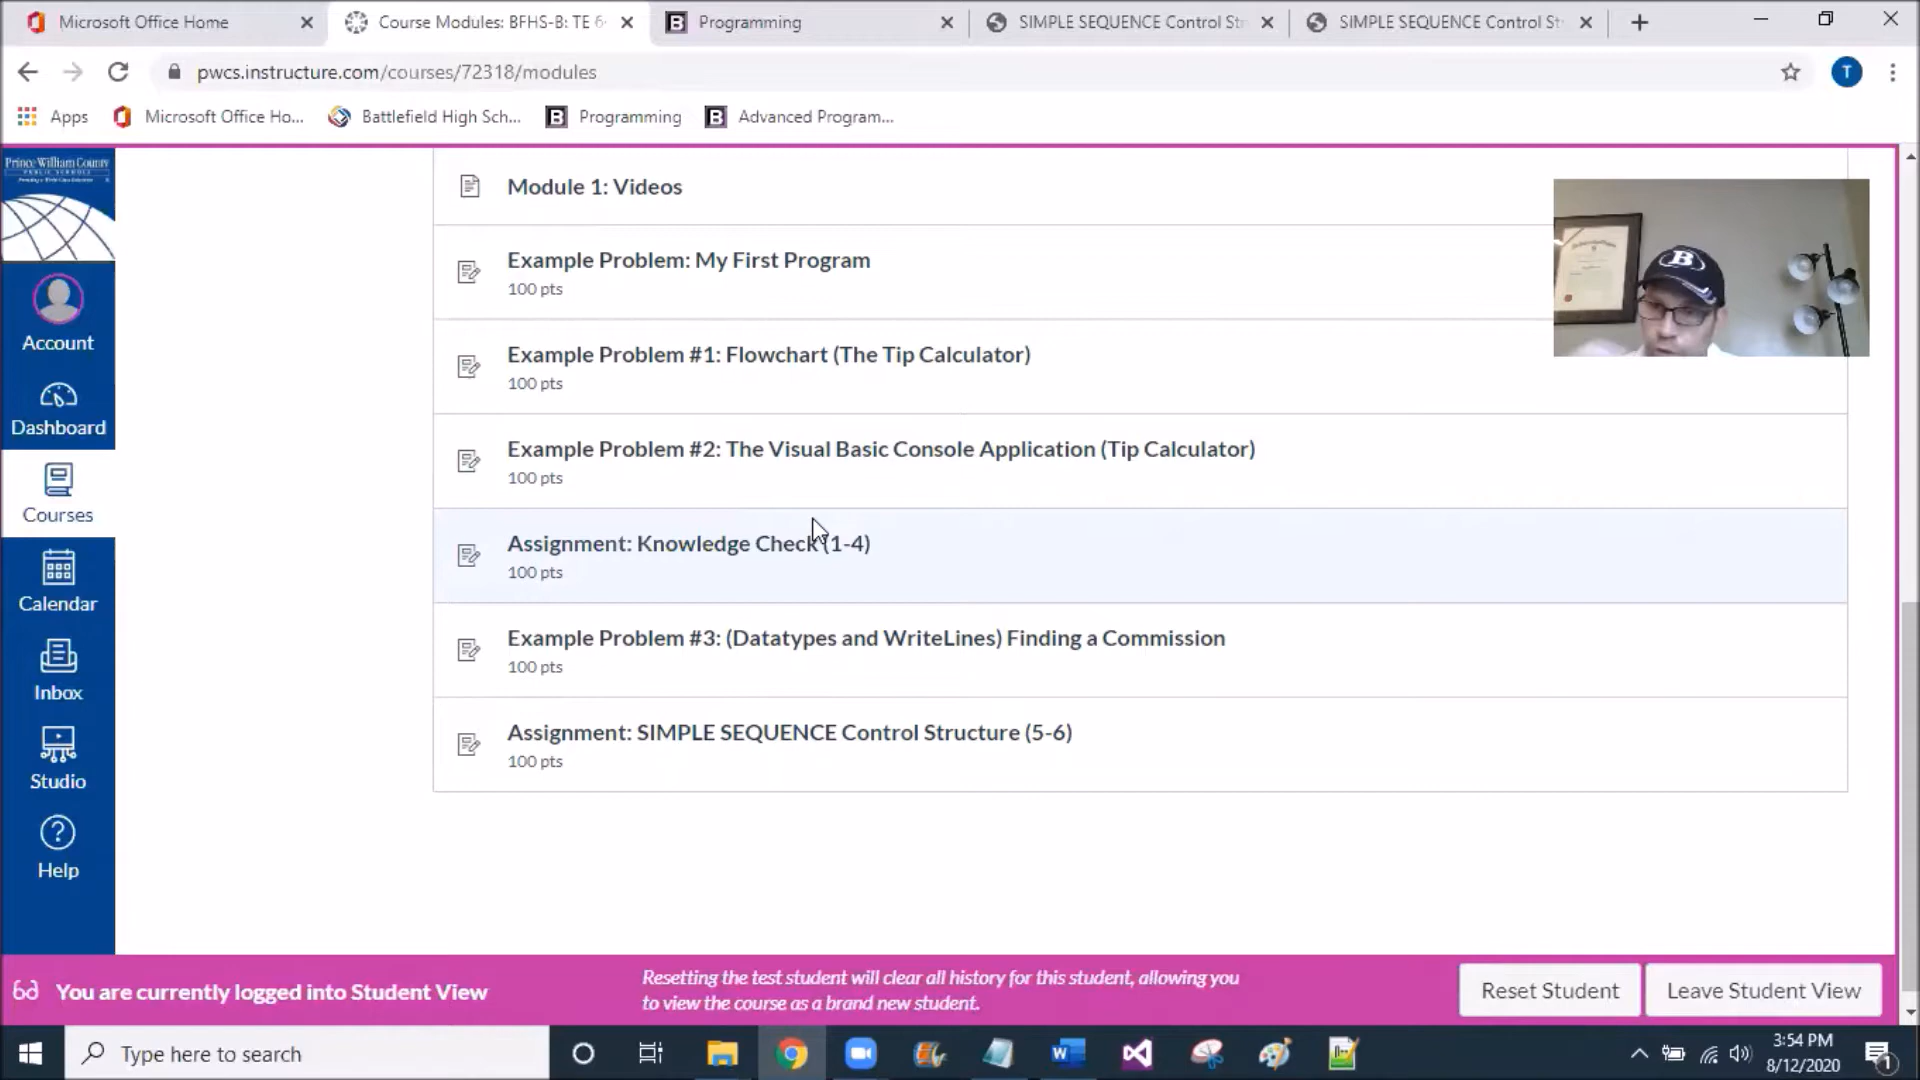 Microsoft Office Home
Course Modules: BFHS-B: TE 6
Programming
SIMPLE SEQUENCE Control St
SIMPLE SEQUENCE Control St
pwcs.instructure.com/courses/72318/modules
T
Apps
Microsoft Office Ho...
Battlefield High Sch...
Programming
Advanced Program...
Prince William County
PUBLIC SCHOOLS
Module 1: Videos
Example Problem: My First Program
100 pts
Example Problem #1: Flowchart (The Tip Calculator)
100 pts
Example Problem #2: The Visual Basic Console Application (Tip Calculator)
100 pts
Assignment: Knowledge Check (1-4)
100 pts
Example Problem #3: (Datatypes and WriteLines) Finding a Commission
100 pts
Assignment: SIMPLE SEQUENCE Control Structure (5-6)
100 pts
B
Account
Dashboard
Courses
Calendar
Inbox
Studio
Help
You are currently logged into Student View
Resetting the test student will clear all history for this student, allowing you
to view the course as a brand new student.
Reset Student
Leave Student View
Type here to search
3:54 PM
8/12/2020
1